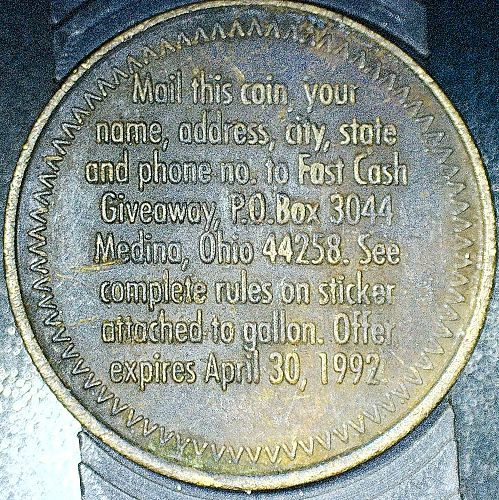 Mail this coin, your
name, address, city, state
and phone no. to Fast Cash
Giveaway, P.O.Box 3044
Medina, Ohio 44258. See
complete rules on sticker
attached to gallon. Offer
expires April 30, 1992